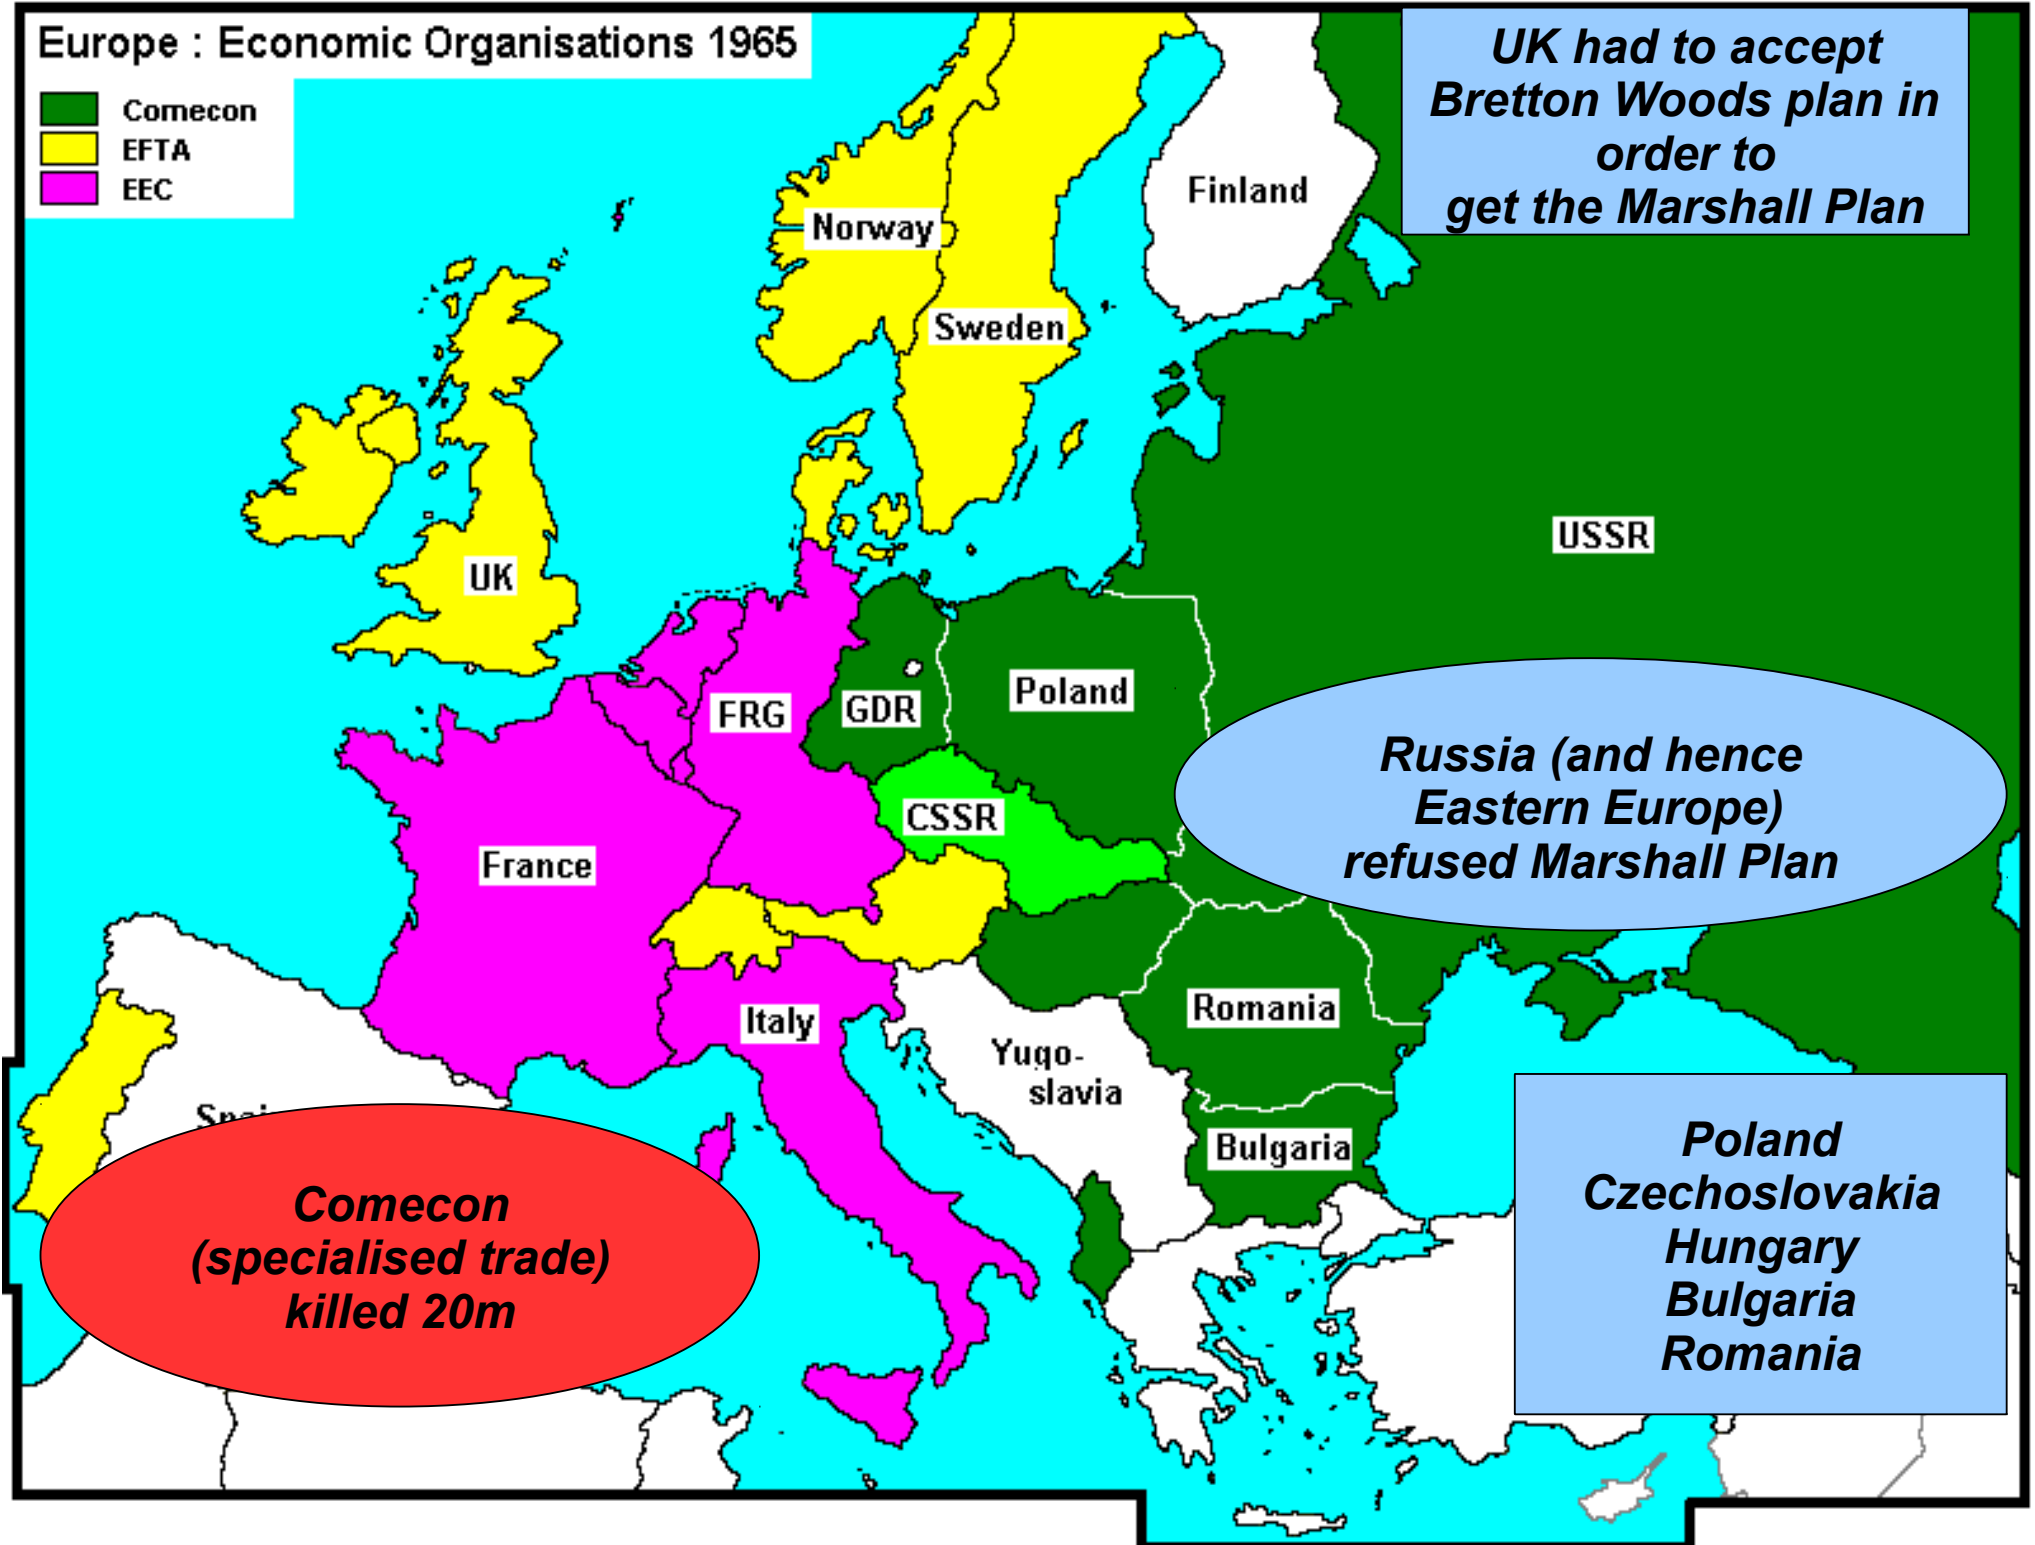 Europe : Economic Organisations 1965
Comecon
EFTA
EEC
UK had to accept
Bretton Woods plan in
order to
get the Marshall Plan
Finland
Norway
Sweden
USSR
UK
Poland
FRG
GDR
CSSR
France
Russia (and hence
Eastern Europe)
refused Marshall Plan
Romania
Italy
Yugo-
slavia
Bulgaria
Poland
Czechoslovakia
Hungary
Bulgaria
Romania
Comecon
(specialised trade)
killed 20m